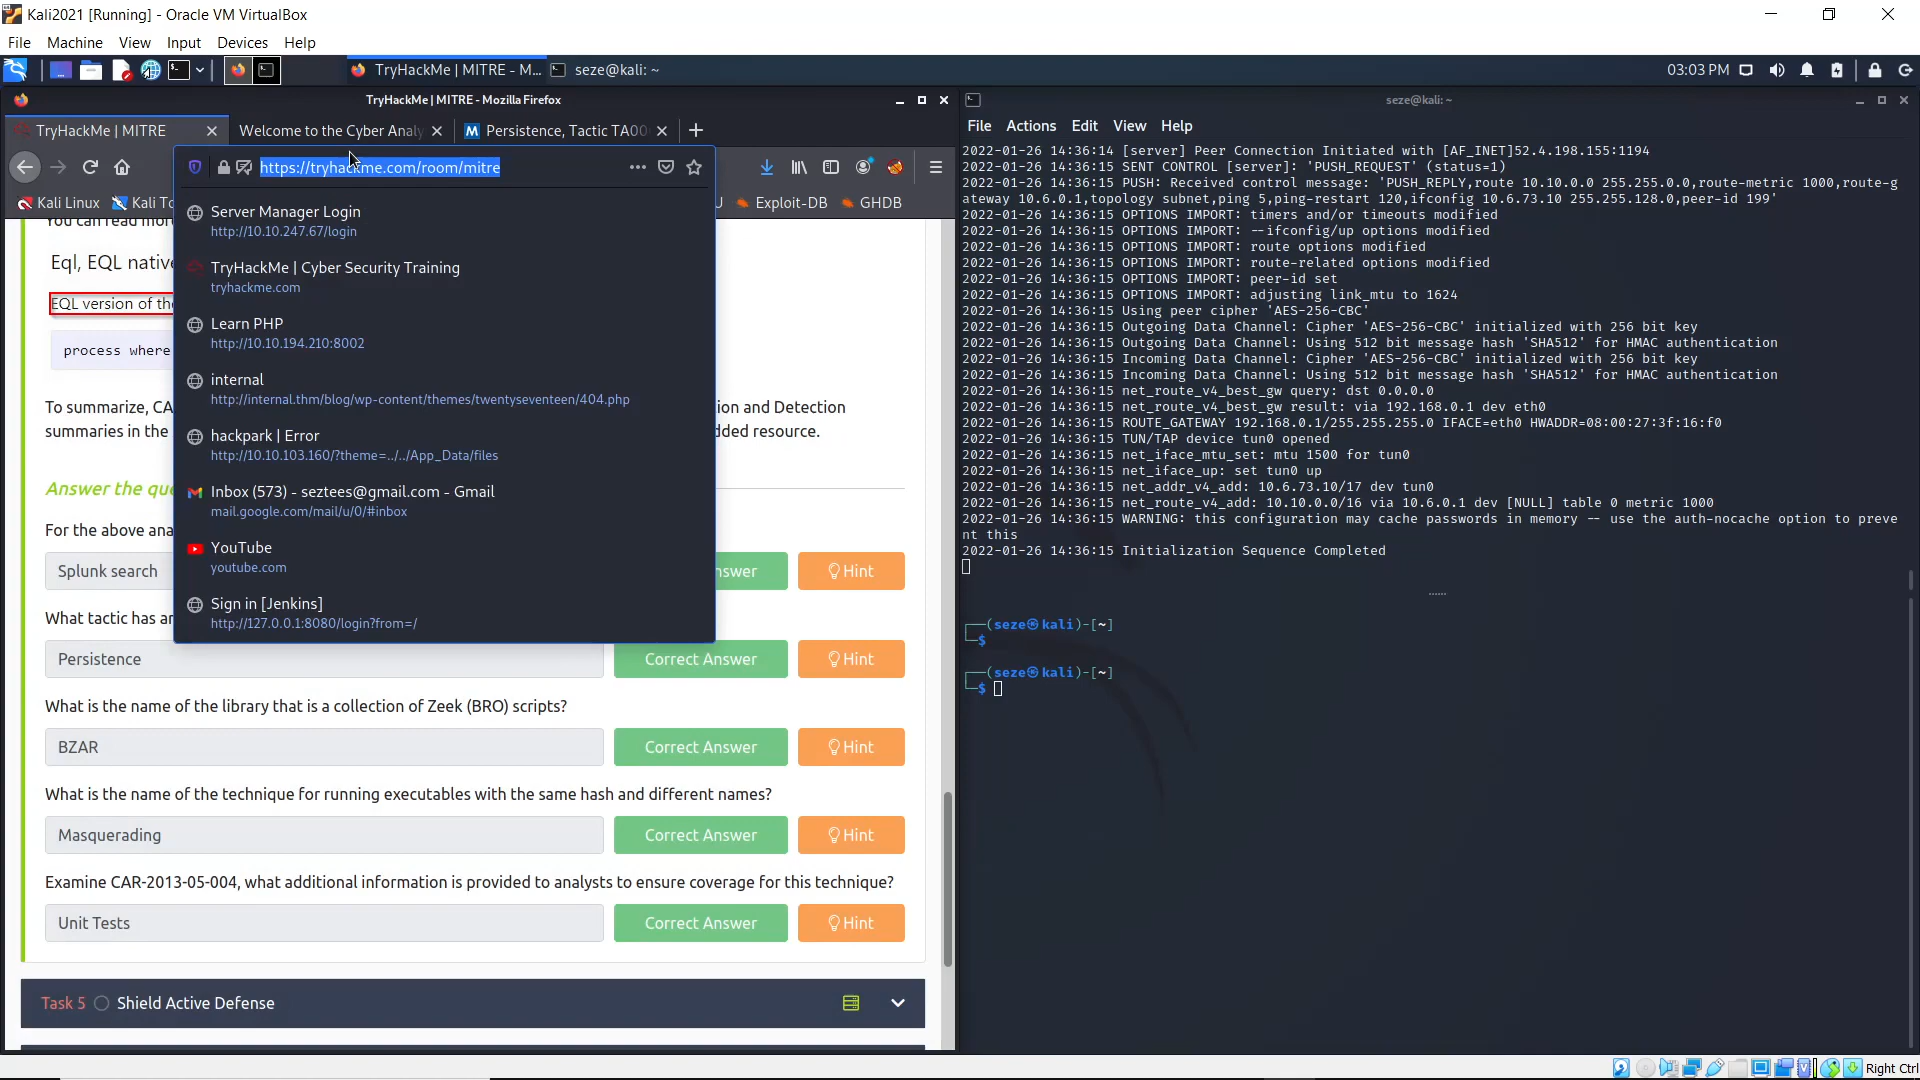 Kali2021 [Running] - Oracle VM VirtualBox
File Machine View Input Devices Help
TryHackMe | MITRE - M...
seze@kali: ~
03:03 PM
TryHackMe | MITRE - Mozilla Firefox
TryHackMe | MITRE
Welcome to the Cyber Analy
Persistence, Tactic TA00
https://tryhackme.com/room/mitre
Kali Linux
Kali To
U
Exploit-DB
GHDB
Server Manager Login
http://10.10.247.67/login
TryHackMe | Cyber Security Training
tryhackme.com
Learn PHP
http://10.10.194.210:8002
internal
http://internal.thm/blog/wp-content/themes/twentyseventeen/404.php
hackpark | Error
http://10.10.103.160/?theme=../../App_Data/files
Inbox (573) - seztees@gmail.com - Gmail
mail.google.com/mail/u/0/#inbox
YouTube
youtube.com
Sign in [Jenkins]
http://127.0.0.1:8080/login?from=/
You can read mor
Eql, EQL native
EQL version of the
process where
To summarize, CA
ion and Detection
summaries in the
dded resource.
Answer the que
For the above ana
Splunk search
nswer
Hint
What tactic has ar
Persistence
Correct Answer
Hint
What is the name of the library that is a collection of Zeek (BRO) scripts?
BZAR
Correct Answer
Hint
What is the name of the technique for running executables with the same hash and different names?
Masquerading
Correct Answer
Hint
Examine CAR-2013-05-004, what additional information is provided to analysts to ensure coverage for this technique?
Unit Tests
Correct Answer
Hint
Task 5
Shield Active Defense
seze@kali: ~
File Actions Edit View Help
2022-01-26 14:36:14 [server] Peer Connection Initiated with [AF_INET]52.4.198.155:1194
2022-01-26 14:36:15 SENT CONTROL [server]: 'PUSH_REQUEST' (status=1)
2022-01-26 14:36:15 PUSH: Received control message: 'PUSH_REPLY,route 10.10.0.0 255.255.0.0,route-metric 1000,route-g
ateway 10.6.0.1,topology subnet,ping 5,ping-restart 120,ifconfig 10.6.73.10 255.255.128.0,peer-id 199'
2022-01-26 14:36:15 OPTIONS IMPORT: timers and/or timeouts modified
2022-01-26 14:36:15 OPTIONS IMPORT: --ifconfig/up options modified
2022-01-26 14:36:15 OPTIONS IMPORT: route options modified
2022-01-26 14:36:15 OPTIONS IMPORT: route-related options modified
2022-01-26 14:36:15 OPTIONS IMPORT: peer-id set
2022-01-26 14:36:15 OPTIONS IMPORT: adjusting link_mtu to 1624
2022-01-26 14:36:15 Using peer cipher 'AES-256-CBC'
2022-01-26 14:36:15 Outgoing Data Channel: Cipher 'AES-256-CBC' initialized with 256 bit key
2022-01-26 14:36:15 Outgoing Data Channel: Using 512 bit message hash 'SHA512' for HMAC authentication
2022-01-26 14:36:15 Incoming Data Channel: Cipher 'AES-256-CBC' initialized with 256 bit key
2022-01-26 14:36:15 Incoming Data Channel: Using 512 bit message hash 'SHA512' for HMAC authentication
2022-01-26 14:36:15 net_route_v4_best_gw query: dst 0.0.0.0
2022-01-26 14:36:15 net_route_v4_best_gw result: via 192.168.0.1 dev eth0
2022-01-26 14:36:15 ROUTE_GATEWAY 192.168.0.1/255.255.255.0 IFACE=eth0 HWADDR=08:00:27:3f:16:f0
2022-01-26 14:36:15 TUN/TAP device tun0 opened
2022-01-26 14:36:15 net_iface_mtu_set: mtu 1500 for tun0
2022-01-26 14:36:15 net_iface_up: set tun0 up
2022-01-26 14:36:15 net_addr_v4_add: 10.6.73.10/17 dev tun0
2022-01-26 14:36:15 net_route_v4_add: 10.10.0.0/16 via 10.6.0.1 dev [NULL] table 0 metric 1000
2022-01-26 14:36:15 WARNING: this configuration may cache passwords in memory -- use the auth-nocache option to preve
nt this
2022-01-26 14:36:15 Initialization Sequence Completed
(seze㉿kali)-[~]
$
(seze㉿kali)-[~]
$
Right Ctrl